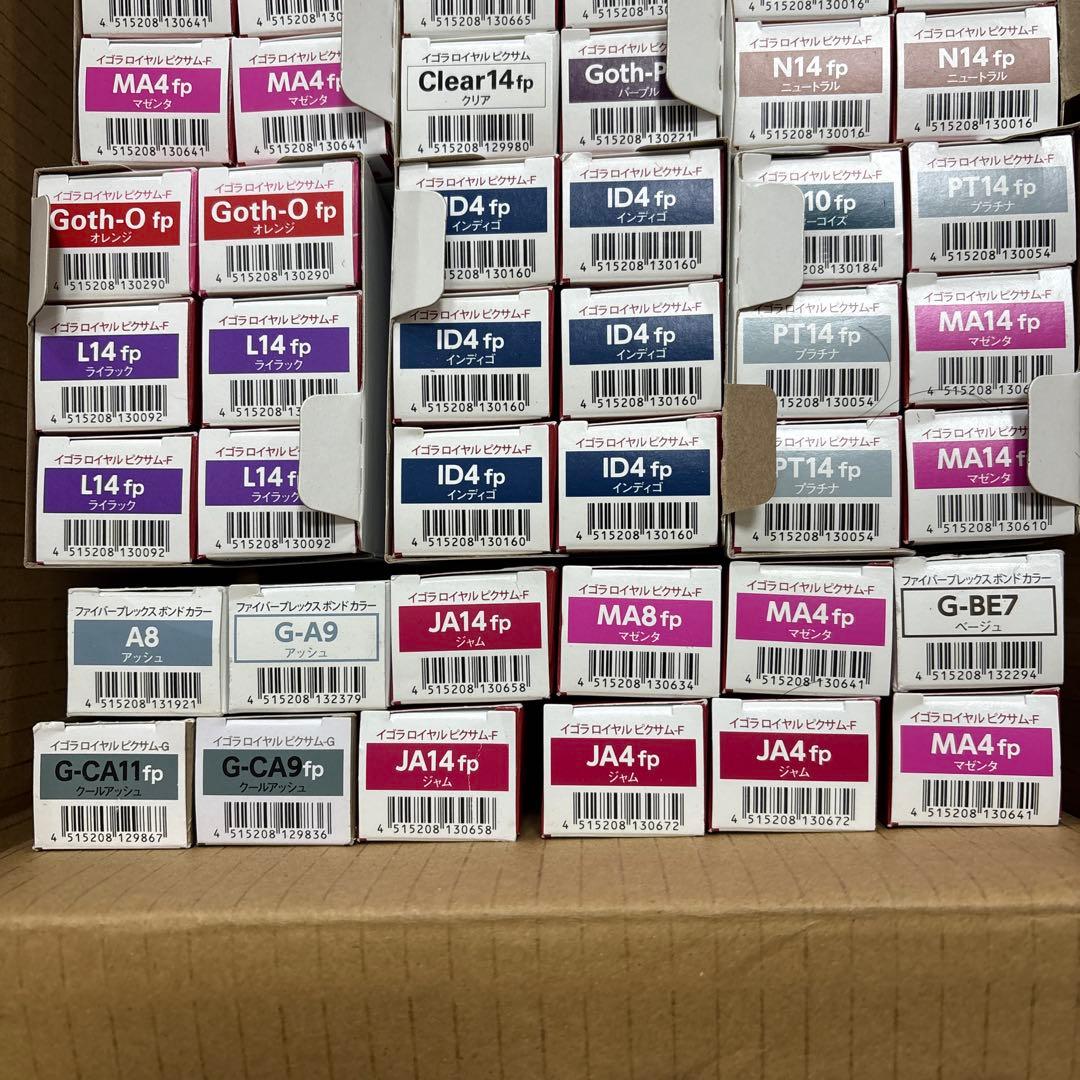 4 515208 130641
4 515208 130665
4 515208 130016
イゴラ ロイヤル ピクサム-F
MA4 fp
マゼンタ
4 515208 130641
イゴラ ロイヤル ピクサム-F
MA4 fp
マゼンタ
4 515208 130641
イゴラ ロイヤル ピクサム-F
Clear14 fp
クリア
4 515208 129980
イゴラ ロイヤル ピクサム-F
Goth-P
パープル
4 515208 130221
イゴラ ロイヤル ピクサム-F
N14 fp
ニュートラル
4 515208 130016
イゴラ ロイヤル ピクサム-F
N14 fp
ニュートラル
4 515208 130016
イゴラ ロイヤル ピクサム-F
Goth-O fp
オレンジ
4 515208 130290
イゴラ ロイヤル ピクサム-F
Goth-O fp
オレンジ
4 515208 130290
イゴラ ロイヤル ピクサム-F
ID4 fp
インディゴ
4 515208 130160
イゴラ ロイヤル ピクサム-F
ID4 fp
インディゴ
4 515208 130160
イゴラ ロイヤル ピクサム-F
10 fp
ーコイズ
208 130184
イゴラ ロイヤル ピクサム-F
PT14 fp
プラチナ
4 515208 130054
イゴラ ロイヤル ピクサム-F
L14 fp
ライラック
4 515208 130092
イゴラ ロイヤル ピクサム-F
L14 fp
ライラック
4 515208 13
イゴラ ロイヤル ピクサム-F
ID4 fp
インディゴ
4 515208 130160
イゴラ ロイヤル ピクサム-F
ID4 fp
インディゴ
4 515208 130160
イゴラ ロイヤル ピクサム-F
PT14 fp
プラチナ
4 515208 130054
イゴラ ロイヤル ピクサム-F
MA14 fp
マゼンタ
4 515208 130
イゴラ ロイヤル ピクサム-F
L14 fp
ライラック
4 515208 130092
イゴラ ロイヤル ピクサム-F
L14 f
ライラック
4 515208 130092
イゴラ ロイヤル ピクサム-F
ID4 fp
インディゴ
4 515208 130160
イゴラ ロイヤル ピクサム-F
ID4 fp
インディゴ
4 515208 130160
イゴラ ロイヤル ピクサム-F
PT14 fp
プラチナ
4 515208 130054
イゴラ ロイヤル ピクサム-F
MA14 f
マゼンタ
4 515208 130610
ファイバープレックス ボンドカラー
A8
アッシュ
4 515208 131921
ファイバープレックス ボンドカラー
G-A9
アッシュ
4 515208 132379
イゴラ ロイヤル ピクサム-F
JA14 fp
ジャム
4 515208 130658
イゴラ ロイヤル ピクサム-F
MA8 fp
マゼンタ
4 515208 130634
イゴラ ロイヤル ピクサム-F
MA4 fp
マゼンタ
4 515208 130641
ファイバープレックス ボンドカラー
G-BE7
ベージュ
4 515208 132294
イゴラ ロイヤル ピクサム-G
G-CA11fp
クールアッシュ
4 515208 129867
イゴラ ロイヤル ピクサム-G
G-CA9fp
クールアッシュ
4 515208 129836
イゴラ ロイヤル ピクサム-F
JA14 fp
ジャム
4 515208 130658
イゴラ ロイヤル ピクサム-F
JA4 fp
ジャム
4 515208 130672
イゴラ ロイヤル ピクサム-F
JA4 fp
ジャム
4 515208 130672
イゴラ ロイヤル ピクサム-F
MA4 fp
マゼンタ
4 515208 130641